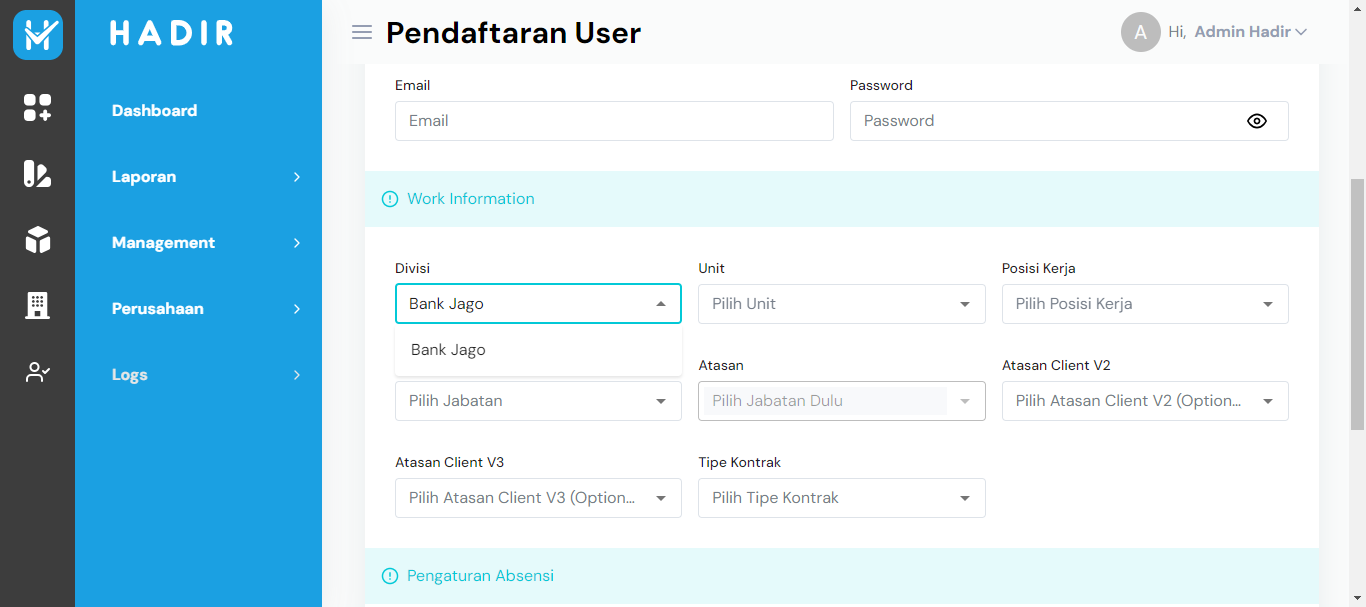 HADIR
Pendaftaran User
A
Hi, Admin Hadir
Dashboard
Laporan
Management
Perusahaan
Logs
Email
Password
Email
Password
Work Information
Divisi
Unit
Posisi Kerja
Bank Jago
Pilih Unit
Pilih Posisi Kerja
Bank Jago
Atasan
Atasan Client V2
Pilih Jabatan
Pilih Jabatan Dulu
Pilih Atasan Client V2 (Option...
Atasan Client V3
Tipe Kontrak
Pilih Atasan Client V3 (Option...
Pilih Tipe Kontrak
Pengaturan Absensi